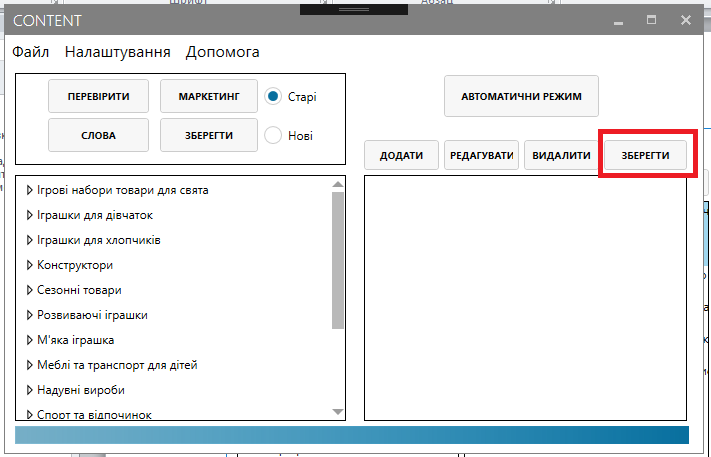 Шрифт
Абзац
CONTENT
Файл Налаштування Допомога
ПЕРЕВІРИТИ МАРКЕТИНГ Старі
СЛОВА ЗБЕРЕГТИ Нові
АВТОМАТИЧНИ РЕЖИМ
ДОДАТИ РЕДАГУВАТИ ВИДАЛИТИ ЗБЕРЕГТИ
Ігрові набори товари для свята
Іграшки для дівчаток
Іграшки для хлопчиків
Конструктори
Сезонні товари
Розвиваючі іграшки
М'яка іграшка
Меблі та транспорт для дітей
Надувні вироби
Спорт та відпочинок